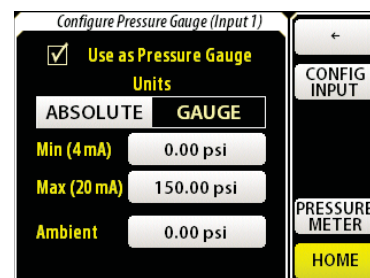 Configure Pressure Gauge (Input 1)
Use as Pressure Gauge
Units
ABSOLUTE GAUGE
Min (4 mA) 0.00 psi
Max (20 mA) 150.00 psi
Ambient 0.00 psi
←
CONFIG
INPUT
PRESSURE
METER
HOME